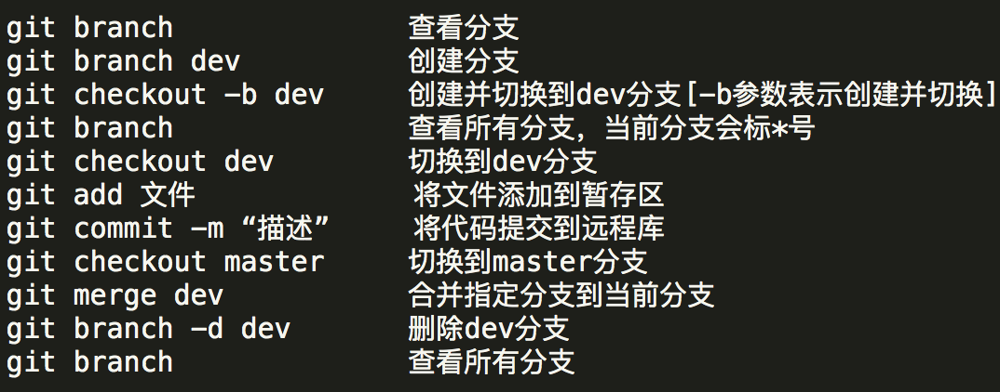 git branch 查看分支
git branch dev 创建分支
git checkout -b dev 创建并切换到dev分支[-b参数表示创建并切换]
git branch 查看所有分支，当前分支会标*号
git checkout dev 切换到dev分支
git add 文件 将文件添加到暂存区
git commit -m “描述” 将代码提交到远程库
git checkout master 切换到master分支
git merge dev 合并指定分支到当前分支
git branch -d dev 删除dev分支
git branch 查看所有分支